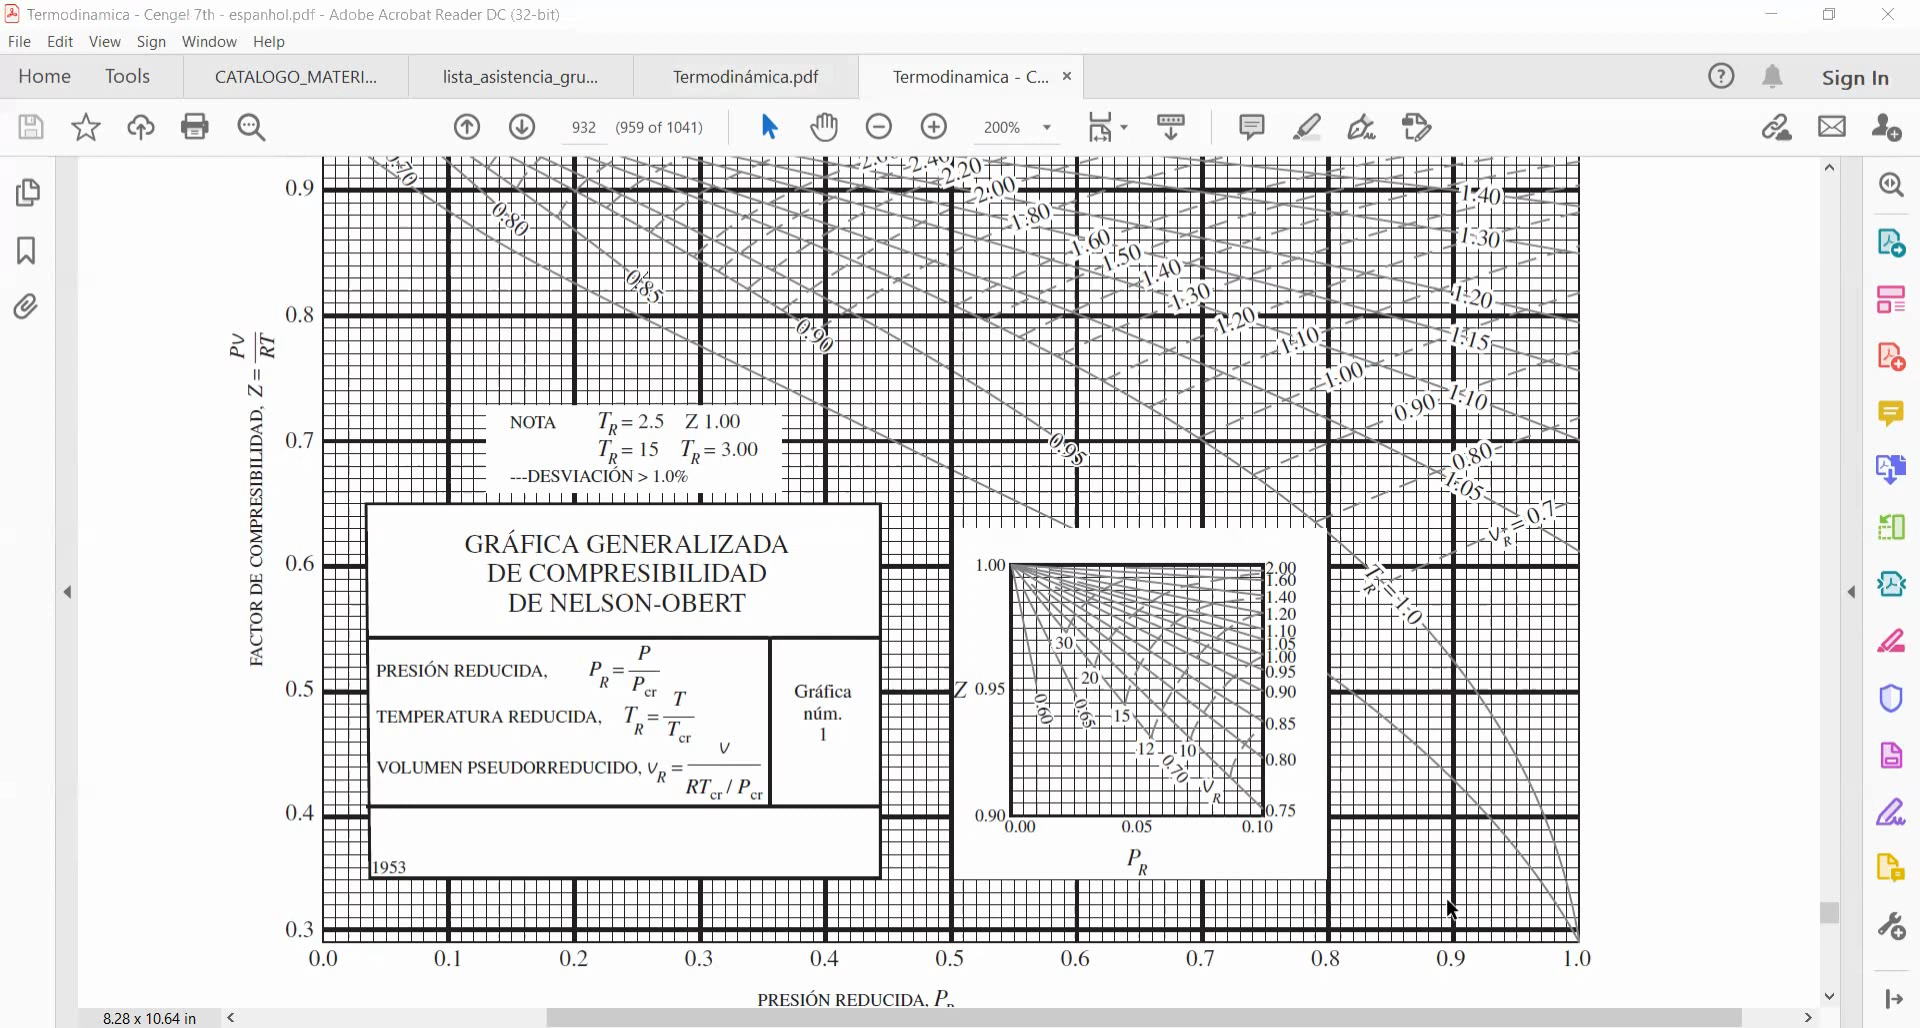 Termodinamica - Cengel 7th - espanhol.pdf - Adobe Acrobat Reader DC (32-bit)
File Edit View Sign Window Help
Home Tools CATALOGO_MATERI... lista_asistencia_gru... Termodinámica.pdf Termodinamica - C... × Sign In
932 (959 of 1041) 200%
0.70
2.40
2.20
2.00
1.80
1.60
1.50
1.40
1.30
1.20
1.10
1.00
0.90
0.80
V_R = 0.7
1.40
1.30
1.20
1.15
1.10
1.05
0.80
0.85
0.90
0.95
T_R = 1.0
0.9
0.8
0.7
0.6
0.5
0.4
0.3
FACTOR DE COMPRESIBILIDAD, Z = Pv/RT
NOTA T_R = 2.5 Z 1.00
T_R = 15 T_R = 3.00
---DESVIACIÓN > 1.0%
GRÁFICA GENERALIZADA
DE COMPRESIBILIDAD
DE NELSON-OBERT
PRESIÓN REDUCIDA, P_R = P/P_cr
TEMPERATURA REDUCIDA, T_R = T/T_cr
VOLUMEN PSEUDORREDUCIDO, v_R = v/(RT_cr / P_cr)
Gráfica
núm.
1
1953
1.00
Z 0.95
0.90
2.00
1.60
1.40
1.20
1.10
1.05
1.00
0.95
0.90
0.85
0.80
0.75
30
20
15
12
10
0.60
0.65
0.70
V_R
0.00 0.05 0.10
P_R
0.0 0.1 0.2 0.3 0.4 0.5 0.6 0.7 0.8 0.9 1.0
PRESIÓN REDUCIDA, P_R
8.28 x 10.64 in